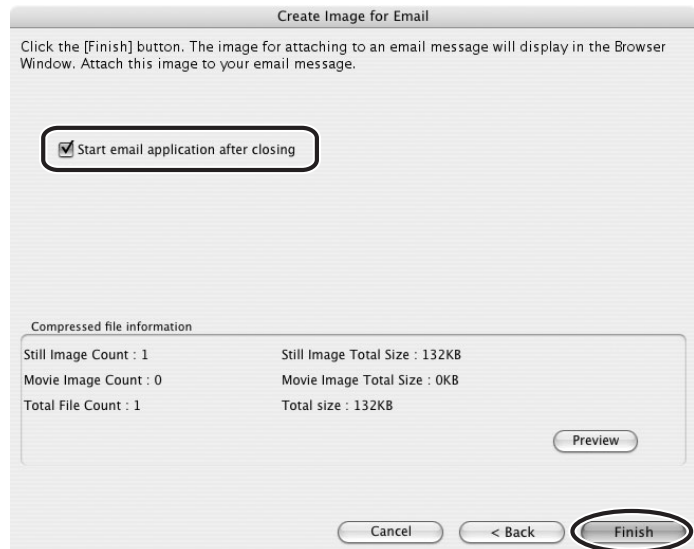 Create Image for Email
Click the [Finish] button. The image for attaching to an email message will display in the Browser
Window. Attach this image to your email message.
Start email application after closing
Compressed file information
Still Image Count : 1
Still Image Total Size : 132KB
Movie Image Count : 0
Movie Image Total Size : 0KB
Total File Count : 1
Total size : 132KB
Preview
Cancel
< Back
Finish